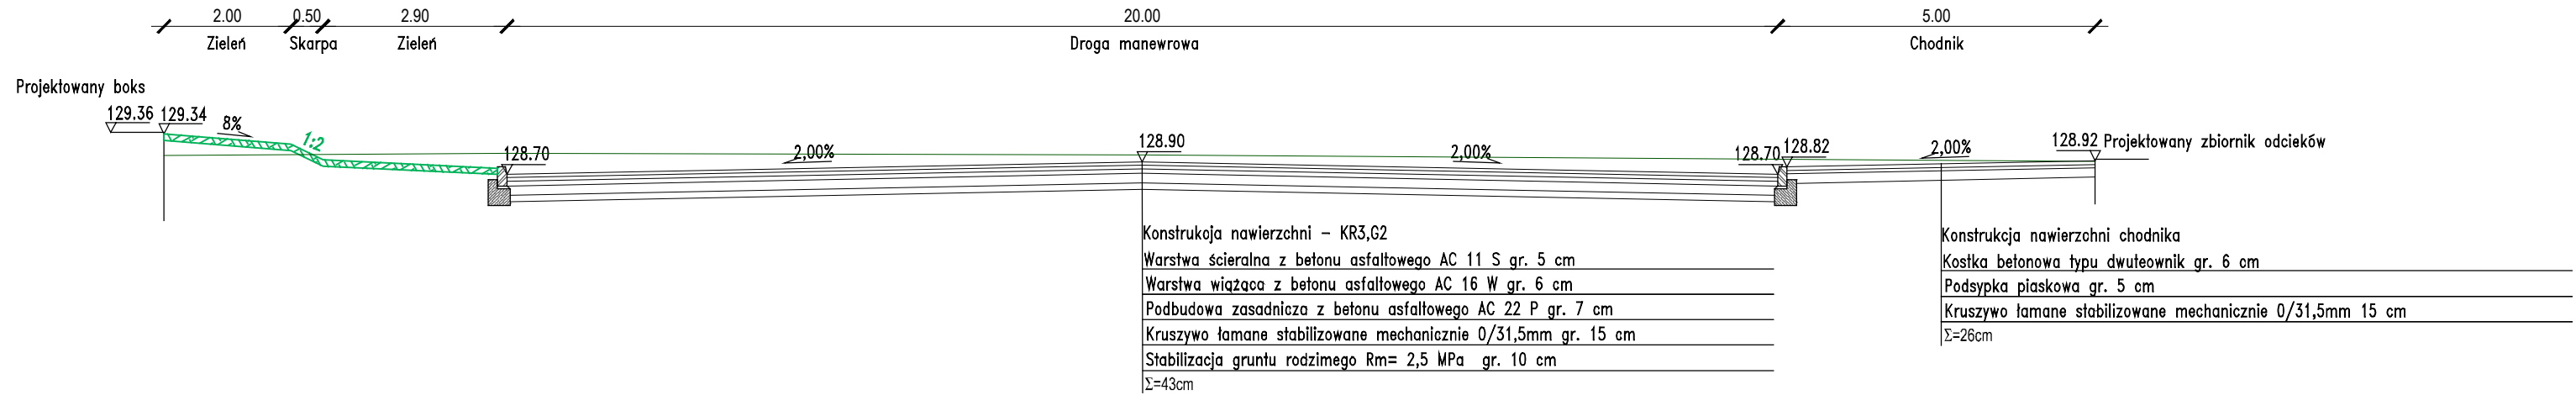 2.00 0.50 2.90 20.00 5.00
Zieleń Skarpa Zieleń Droga manewrowa Chodnik
Projektowany boks
129.36 129.34 8% 1:2
128.70 2,00% 128.90 2,00% 128.70 128.82 2,00% 128.92 Projektowany zbiornik odcieków
Konstrukcja nawierzchni - KR3,G2
Warstwa ścieralna z betonu asfaltowego AC 11 S gr. 5 cm
Warstwa wiążąca z betonu asfaltowego AC 16 W gr. 6 cm
Podbudowa zasadnicza z betonu asfaltowego AC 22 P gr. 7 cm
Kruszywo łamane stabilizowane mechanicznie 0/31,5mm gr. 15 cm
Stabilizacja gruntu rodzimego Rm= 2,5 MPa gr. 10 cm
Σ=43cm
Konstrukcja nawierzchni chodnika
Kostka betonowa typu dwuteownik gr. 6 cm
Podsypka piaskowa gr. 5 cm
Kruszywo łamane stabilizowane mechanicznie 0/31,5mm 15 cm
Σ=26cm